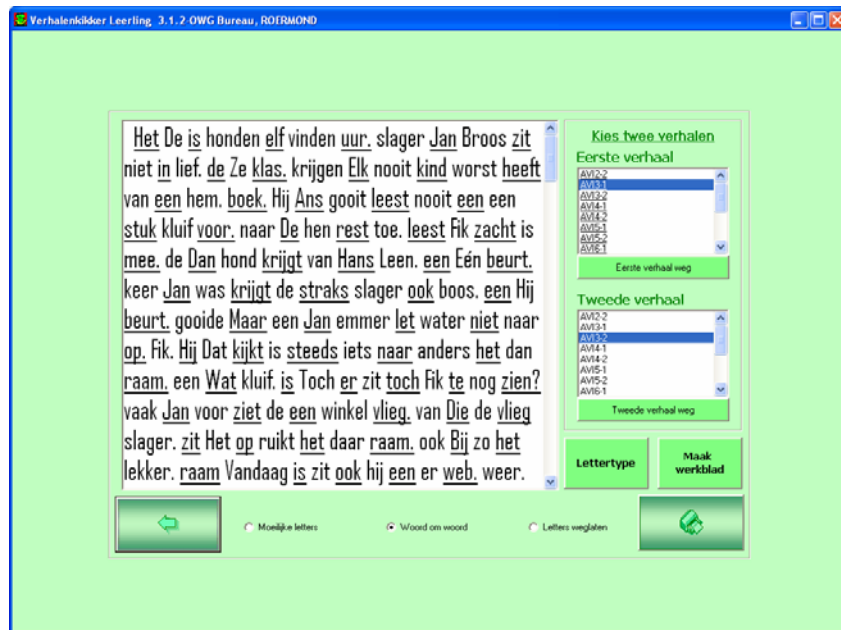 Verhalenkikker Leerling 3.1.2-OWG Bureau, ROERMOND
Het De is honden elf vinden uur. slager Jan Broos zit
niet in lief. de Ze klas. krijgen Elk nooit kind worst heeft
van een hem. boek. Hij Ans gooit leest nooit een een
stuk kluif voor. naar De hen rest toe. leest Fik zacht is
mee. de Dan hond krijgt van Hans Leen. een Eén beurt.
keer Jan was krijgt de straks slager ook boos. een Hij
beurt. gooide Maar een Jan emmer let water niet naar
op. Fik. Hij Dat kijkt is steeds iets naar anders het dan
raam. een Wat kluif. is Toch er zit toch Fik te nog zien?
vaak Jan voor ziet de een winkel vlieg. van Die de vlieg
slager. zit Het op ruikt het daar raam. ook Bij zo het
lekker. raam Vandaag is zit ook hij een er web. weer.
Kies twee verhalen
Eerste verhaal
AVI2-2
AVI3-1
AVI3-2
AVI4-1
AVI4-2
AVI5-1
AVI5-2
AVI6-1
Eerste verhaal weg
Tweede verhaal
AVI2-2
AVI3-1
AVI3-2
AVI4-1
AVI4-2
AVI5-1
AVI5-2
AVI6-1
Tweede verhaal weg
Lettertype
Maak
werkblad
Moeilijke letters
Woord om woord
Letters weglaten